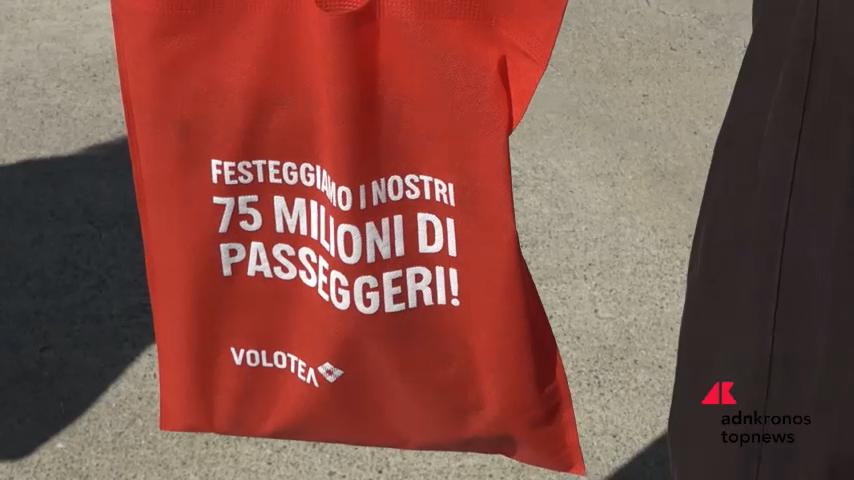 FESTEGGIAMO I NOSTRI
75 MILIONI DI
PASSEGGERI!
VOLOTEA
adnkronos
topnews